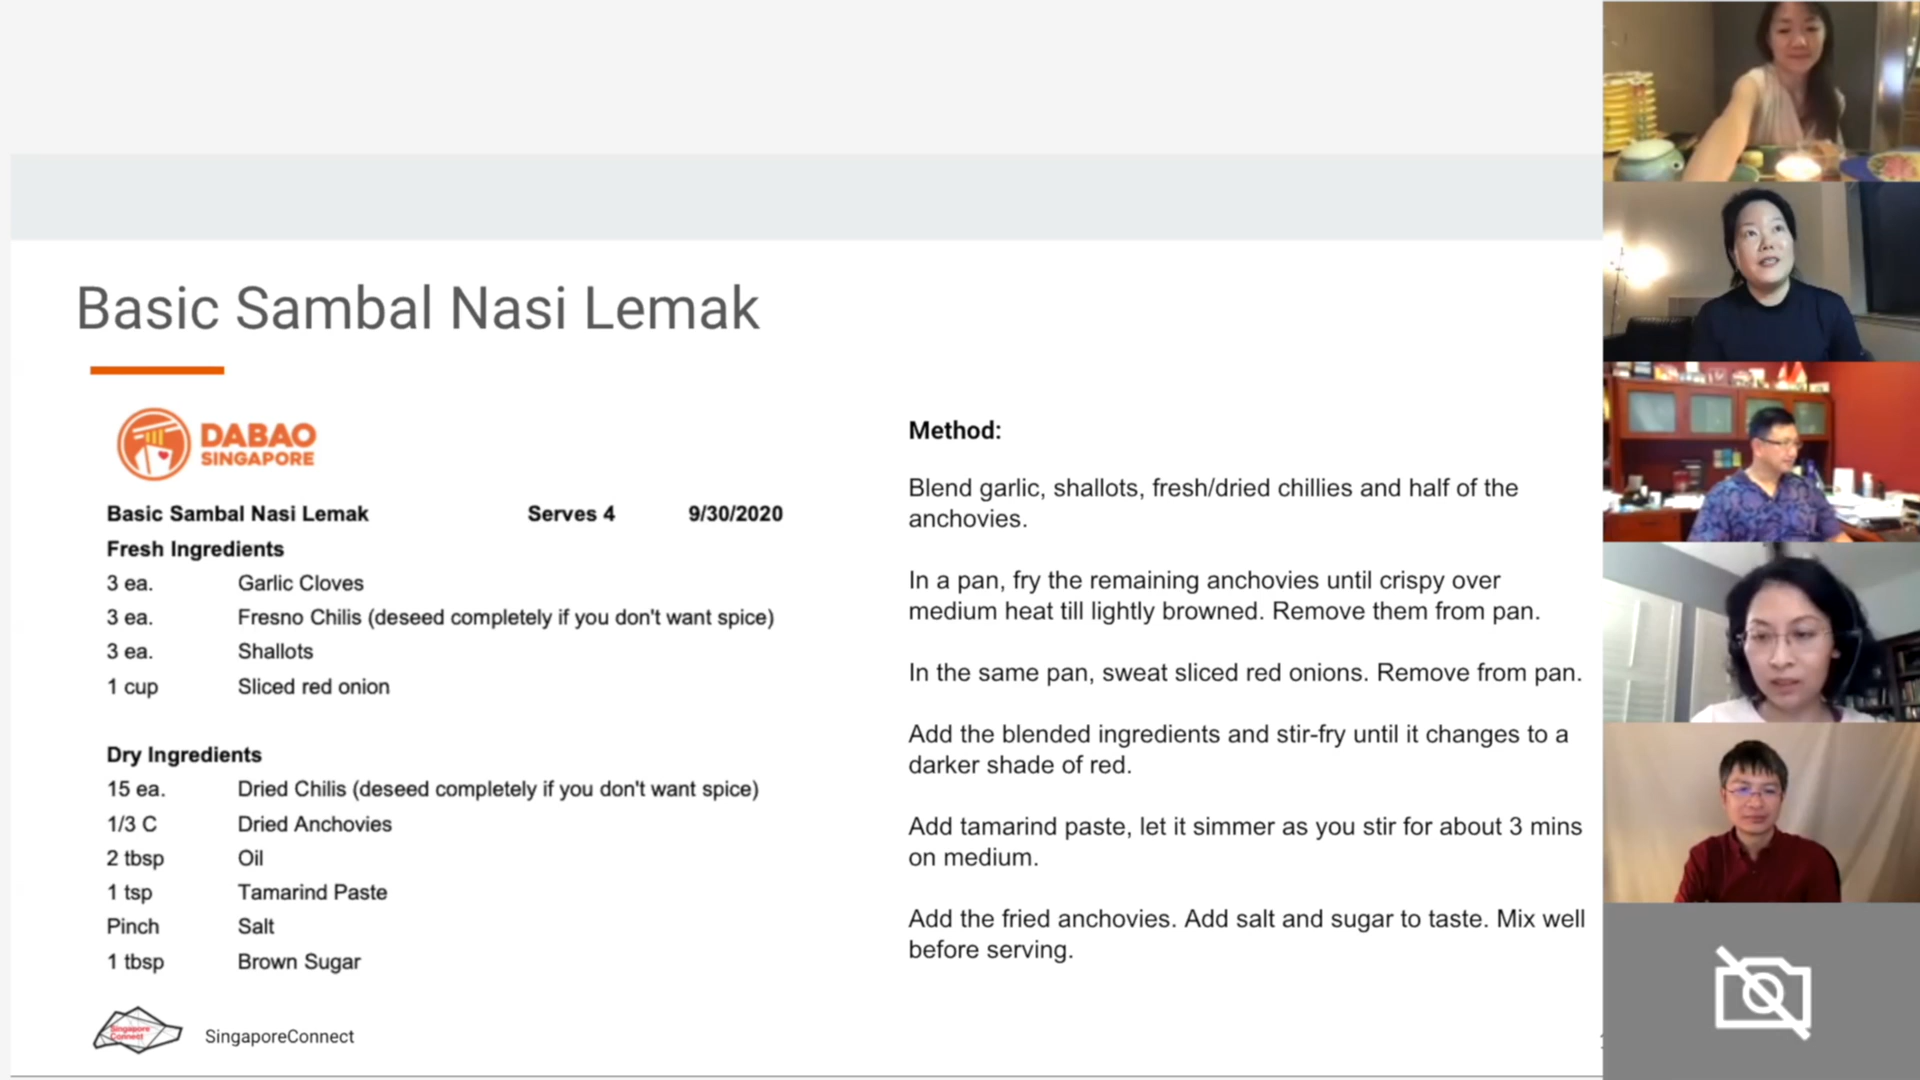 Basic Sambal Nasi Lemak
DABAO
SINGAPORE
Basic Sambal Nasi Lemak Serves 4 9/30/2020
Fresh Ingredients
3 ea. Garlic Cloves
3 ea. Fresno Chilis (deseed completely if you don't want spice)
3 ea. Shallots
1 cup Sliced red onion
Dry Ingredients
15 ea. Dried Chilis (deseed completely if you don't want spice)
1/3 C Dried Anchovies
2 tbsp Oil
1 tsp Tamarind Paste
Pinch Salt
1 tbsp Brown Sugar
Method:
Blend garlic, shallots, fresh/dried chillies and half of the
anchovies.
In a pan, fry the remaining anchovies until crispy over
medium heat till lightly browned. Remove them from pan.
In the same pan, sweat sliced red onions. Remove from pan.
Add the blended ingredients and stir-fry until it changes to a
darker shade of red.
Add tamarind paste, let it simmer as you stir for about 3 mins
on medium.
Add the fried anchovies. Add salt and sugar to taste. Mix well
before serving.
Singapore
Connect
SingaporeConnect